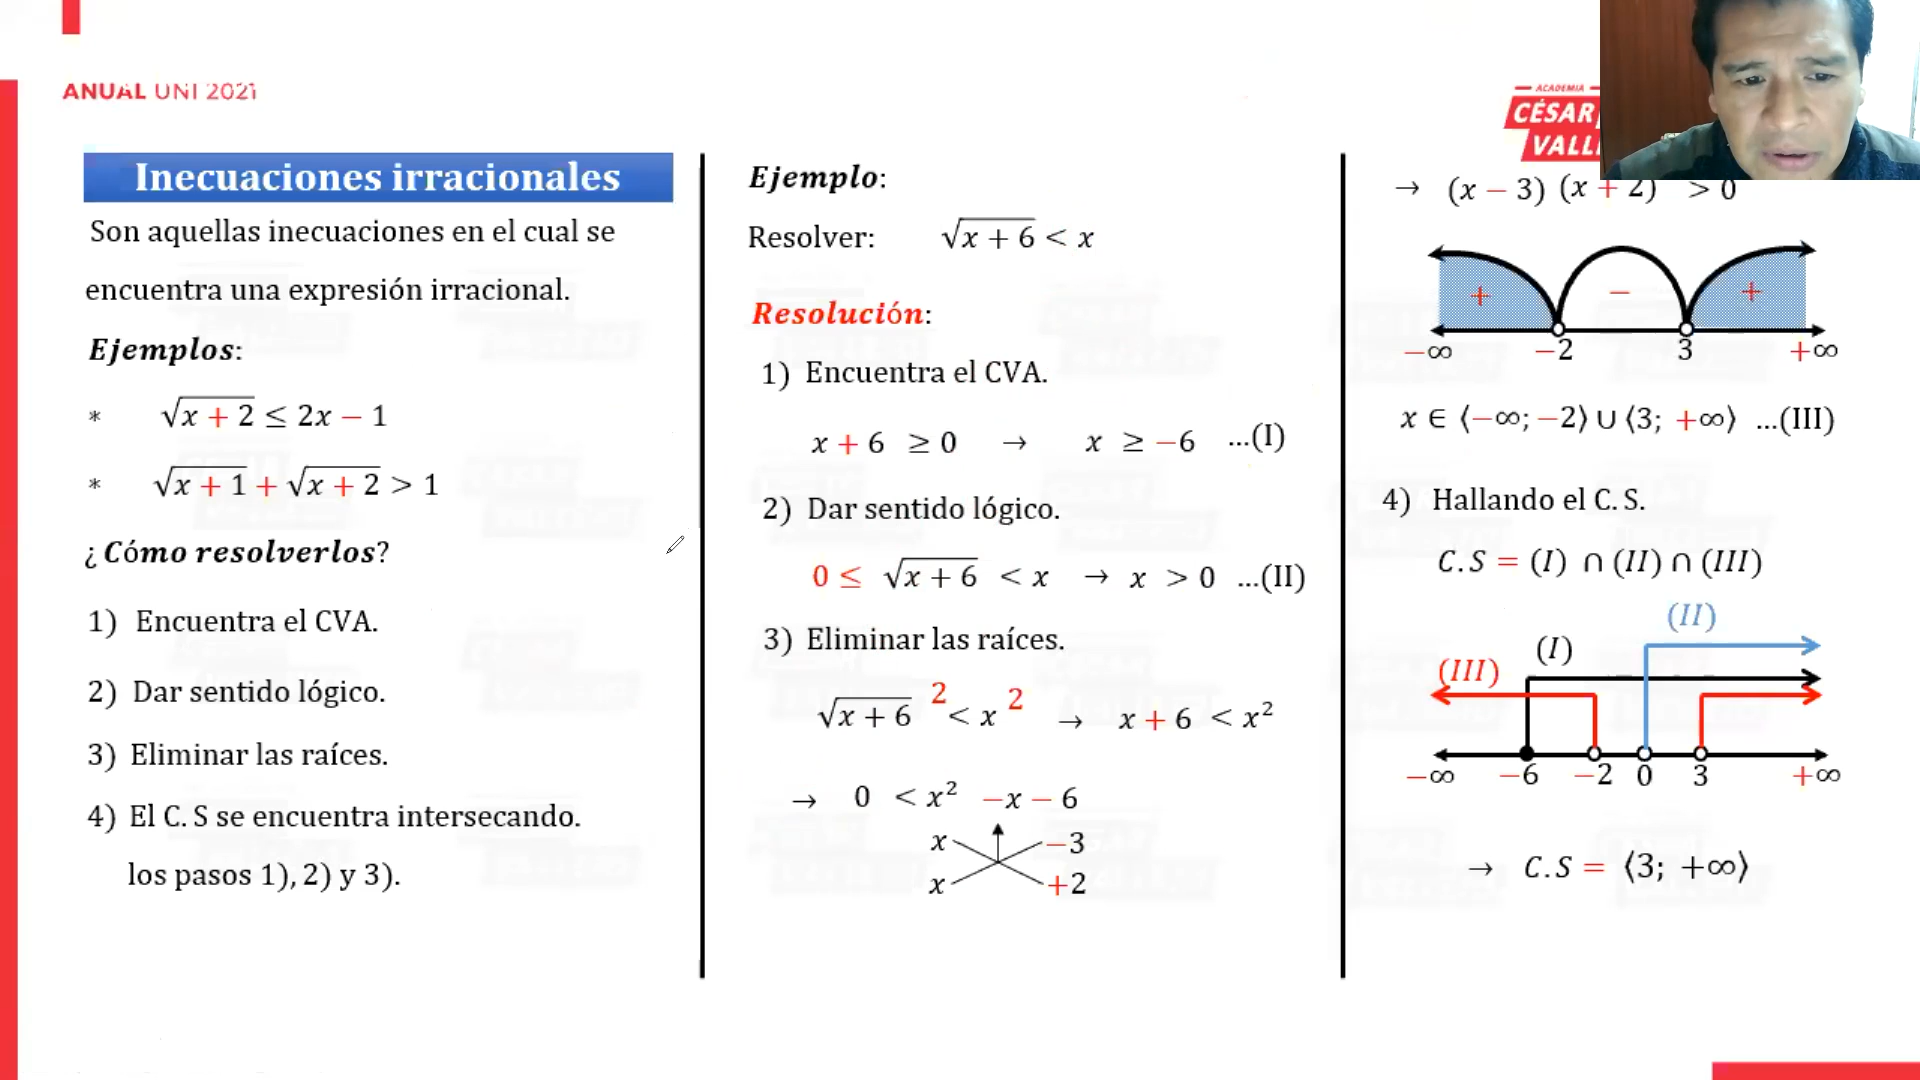 ANUAL UNI 2021
ACADEMIA
CÉSAR
Inecuaciones irracionales
Son aquellas inecuaciones en el cual se
encuentra una expresión irracional.
Ejemplos:
* √(x + 2) ≤ 2x − 1
* √(x + 1) + √(x + 2) > 1
¿Cómo resolverlos?
1) Encuentra el CVA.
2) Dar sentido lógico.
3) Eliminar las raíces.
4) El C. S se encuentra intersecando.
los pasos 1), 2) y 3).
Ejemplo:
Resolver: √(x + 6) < x
Resolución:
1) Encuentra el CVA.
x + 6 ≥ 0 → x ≥ −6 ...(I)
2) Dar sentido lógico.
0 ≤ √(x + 6) < x → x > 0 ...(II)
3) Eliminar las raíces.
√(x + 6)² < x² → x + 6 < x²
→ 0 < x² −x − 6
x −3
x +2
→ (x − 3) (x + 2) > 0
+ − +
−∞ −2 3 +∞
x ∈ ⟨−∞; −2⟩ ∪ ⟨3; +∞⟩ ...(III)
4) Hallando el C. S.
C.S = (I) ∩ (II) ∩ (III)
(II)
(I)
(III)
−∞ −6 −2 0 3 +∞
→ C.S = ⟨3; +∞⟩